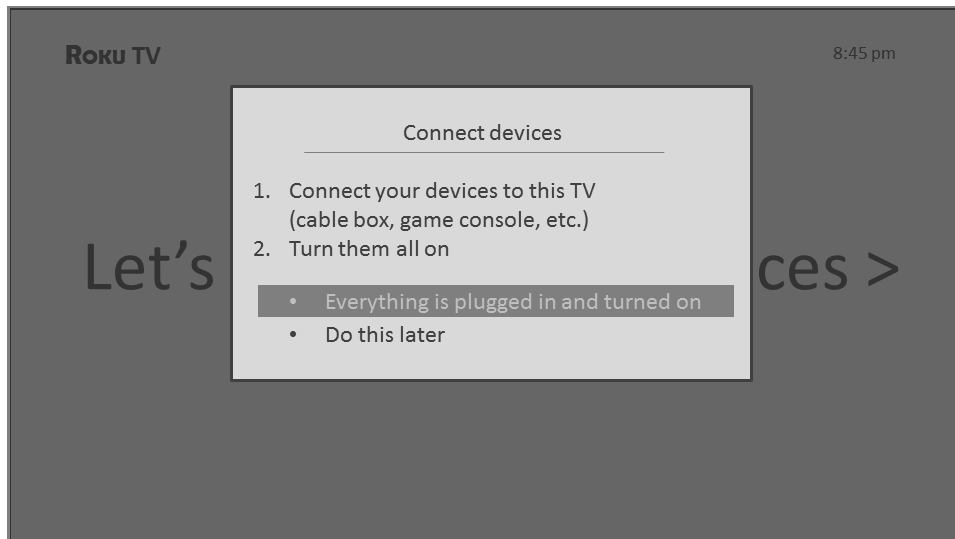 Roku TV
8:45 pm
Connect devices
1. Connect your devices to this TV
(cable box, game console, etc.)
2. Turn them all on
Let's ces >
• Everything is plugged in and turned on
• Do this later